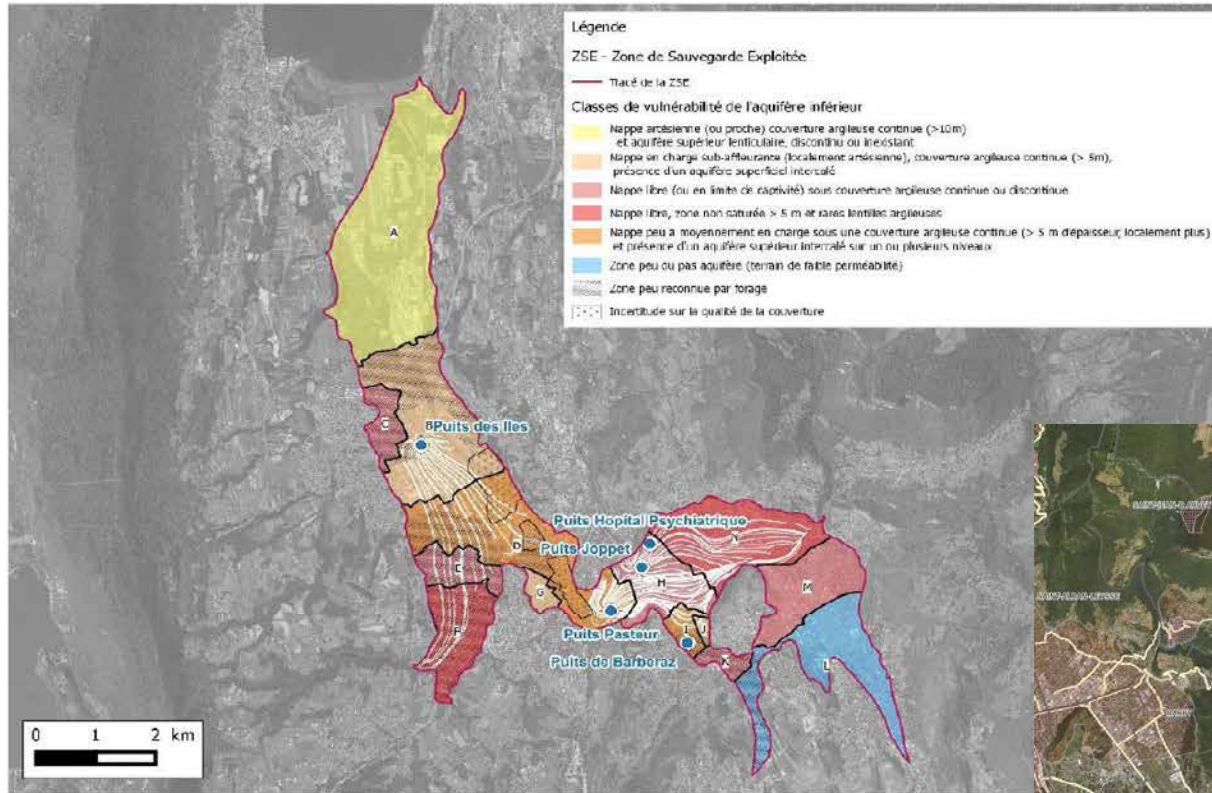 Légende
ZSE - Zone de Sauvegarde Exploitée
Tracé de la ZSE
Classes de vulnérabilité de l'aquifère inférieur
Nappe artésienne (ou proche) couverture argileuse continue (>10m)
et aquifère supérieur lenticulaire, discontinu ou inexistant
Nappe en charge sub-affleurante (localement artésienne), couverture argileuse continue (> 5m),
présence d'un aquifère superficiel intercalé
Nappe libre (ou en limite de captivité) sous couverture argileuse continue ou discontinue
Nappe libre, zone non saturée > 5 m et rares lentilles argileuses
Nappe peu à moyennement en charge sous une couverture argileuse continue (> 5 m d'épaisseur, localement plus)
et présence d'un aquifère supérieur intercalé sur un ou plusieurs niveaux
Zone peu ou pas aquifère (terrain de faible perméabilité)
Zone peu reconnue par forage
Incertitude sur la qualité de la couverture
A
C
B
Puits des Iles
Puits Hopital Psychiatrique
Puits Joppet
D
N
E
G
H
M
F
Puits Pasteur
I
J
Puits de Barberaz
K
L
0 1 2 km
SAINT-JEAN-D'ARVEY
SAINT-ALBAN-LEYSSE
BARBY